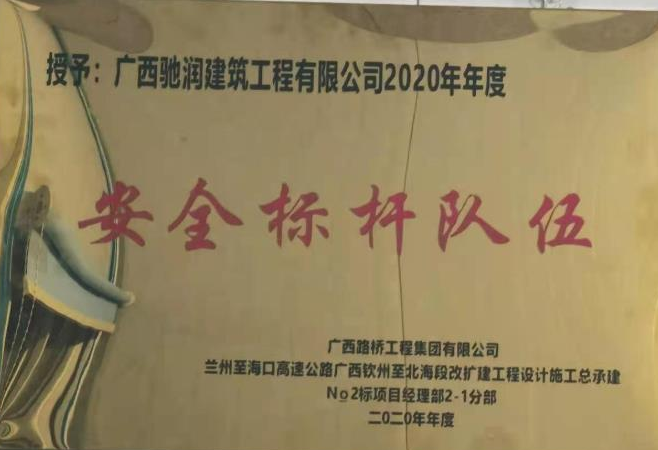 授予：广西驰润建筑工程有限公司2020年年度
安全标杆队伍
广西路桥工程集团有限公司
兰州至海口高速公路广西钦州至北海段改扩建工程设计施工总承建
No2标项目经理部2-1分部
二〇二〇年年度